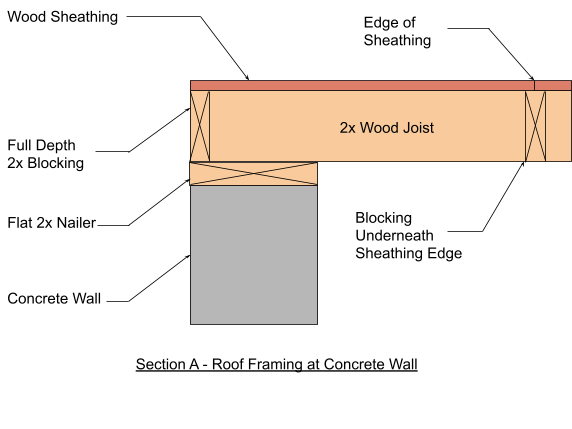 Wood Sheathing
Edge of
Sheathing
2x Wood Joist
Full Depth
2x Blocking
Flat 2x Nailer
Blocking
Underneath
Sheathing Edge
Concrete Wall
Section A - Roof Framing at Concrete Wall